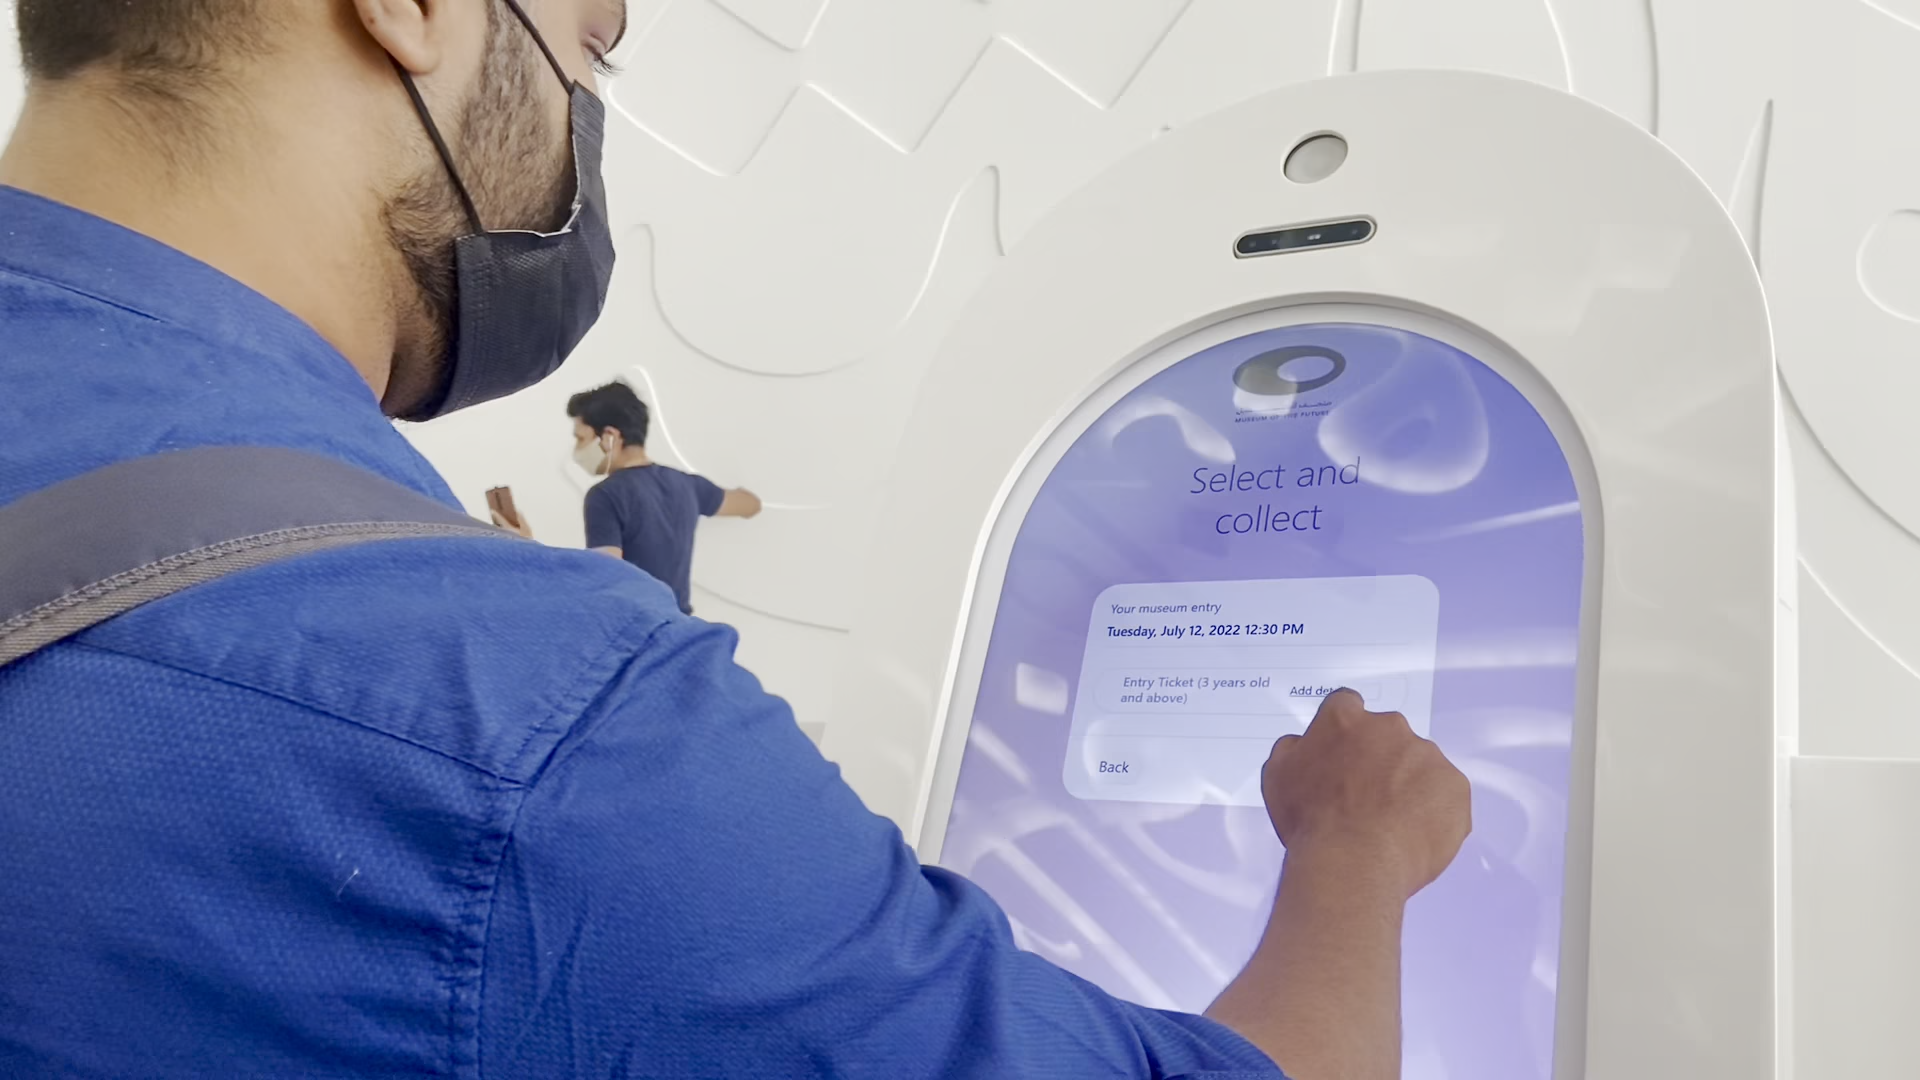 MUSEUM OF THE FUTURE
Select and
collect
Your museum entry
Tuesday, July 12, 2022 12:30 PM
Entry Ticket (3 years old
Add
and above)
Back